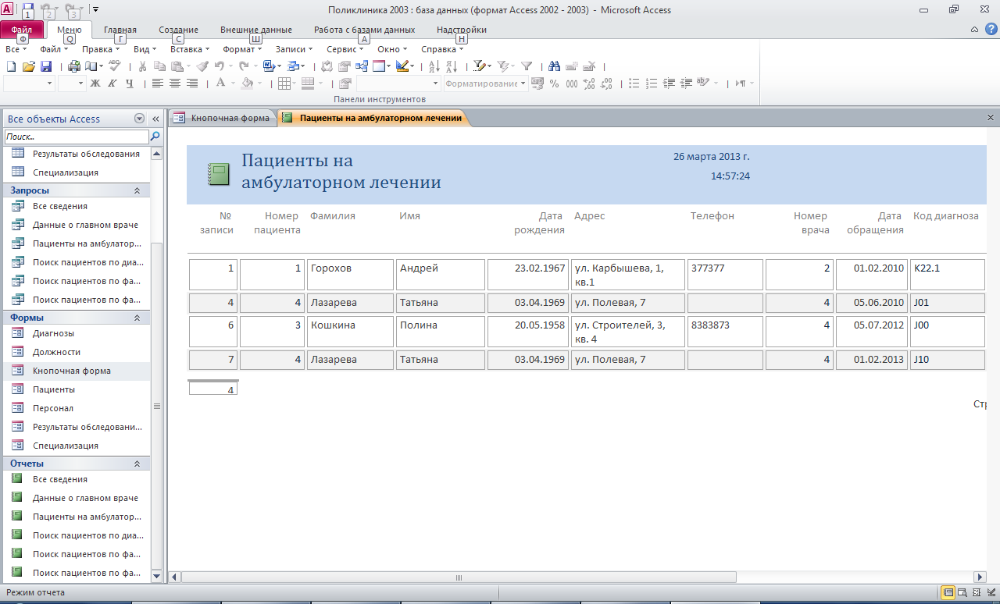 Поликлиника 2003 : база данных (формат Access 2002 - 2003) - Microsoft Access
1 2 3
Файл Меню Главная Создание Внешние данные Работа с базами данных Надстройки
Ф Q Г С Ш А Н
Все Файл Правка Вид Вставка Формат Записи Сервис Окно Справка
Ж К Ч Форматирование % 000
Панели инструментов
Все объекты Access
Поиск...
Результаты обследования
Специализация
Запросы
Все сведения
Данные о главном враче
Пациенты на амбулатор...
Поиск пациентов по диа...
Поиск пациентов по фа...
Поиск пациентов по фа...
Формы
Диагнозы
Должности
Кнопочная форма
Пациенты
Персонал
Результаты обследовани...
Специализация
Отчеты
Все сведения
Данные о главном враче
Пациенты на амбулатор...
Поиск пациентов по диа...
Поиск пациентов по фа...
Поиск пациентов по фа...
Кнопочная форма Пациенты на амбулаторном лечении
Пациенты на
амбулаторном лечении
26 марта 2013 г.
14:57:24
№ записи Номер пациента Фамилия Имя Дата рождения Адрес Телефон Номер врача Дата обращения Код диагноза
1 1 Горохов Андрей 23.02.1967 ул. Карбышева, 1, кв.1 377377 2 01.02.2010 K22.1
4 4 Лазарева Татьяна 03.04.1969 ул. Полевая, 7 4 05.06.2010 J01
6 3 Кошкина Полина 20.05.1958 ул. Строителей, 3, кв. 4 8383873 4 05.07.2012 J00
7 4 Лазарева Татьяна 03.04.1969 ул. Полевая, 7 4 01.02.2013 J10
4
Режим отчета